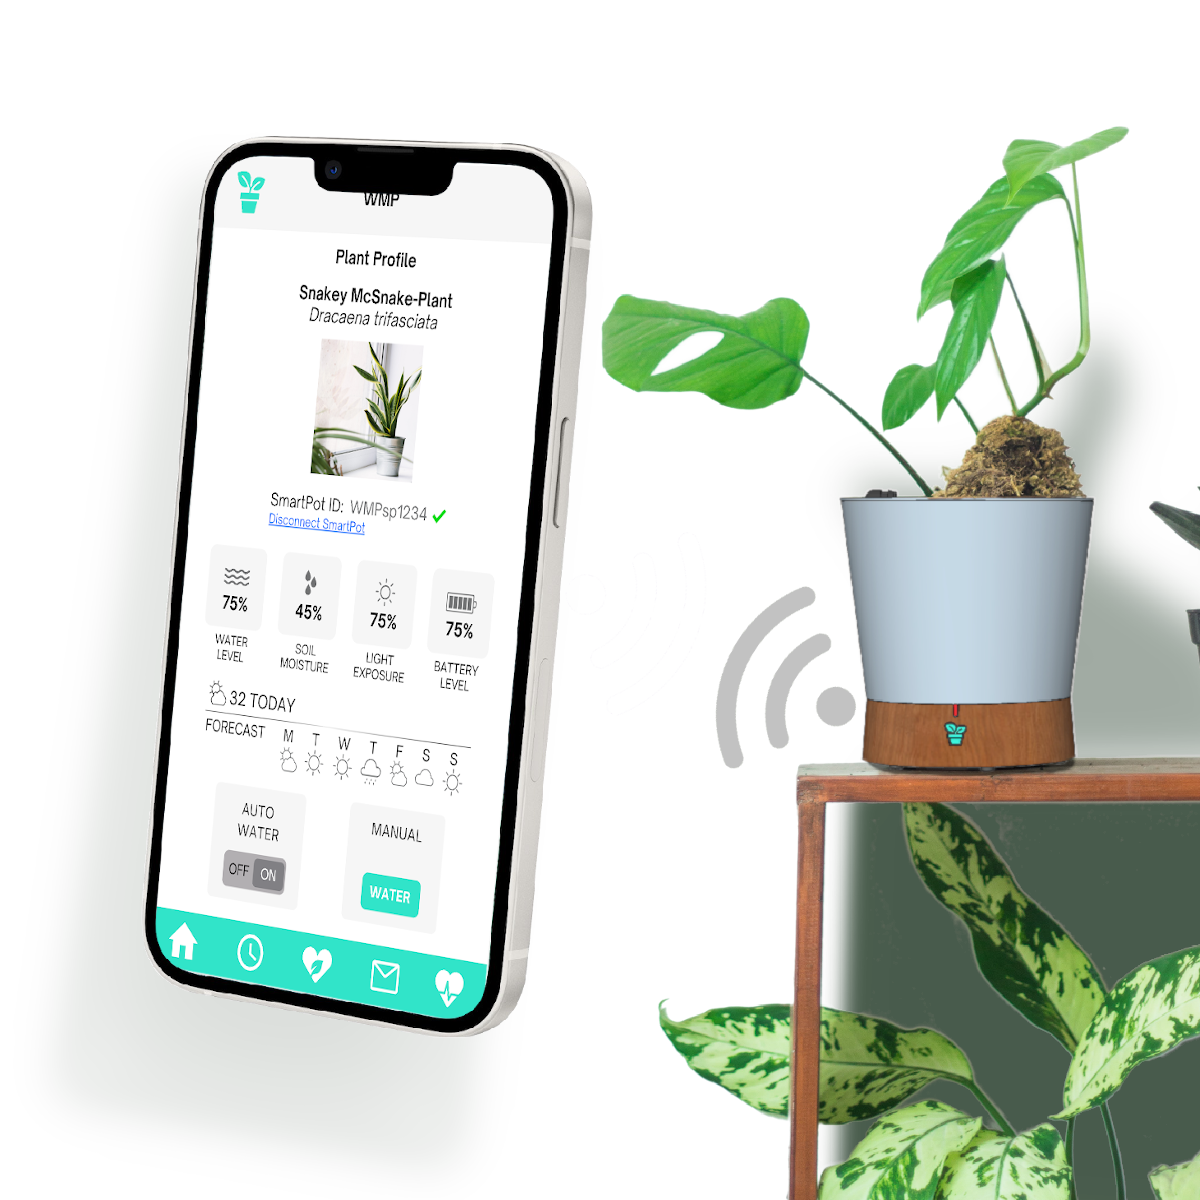 WMP
Plant Profile
Snakey McSnake-Plant
Dracaena trifasciata
SmartPot ID: WMPsp1234
Disconnect SmartPot
75%
45%
75%
75%
WATER
LEVEL
SOIL
MOISTURE
LIGHT
EXPOSURE
BATTERY
LEVEL
32 TODAY
FORECAST
M T W T F S S
AUTO
WATER
OFF ON
MANUAL
WATER